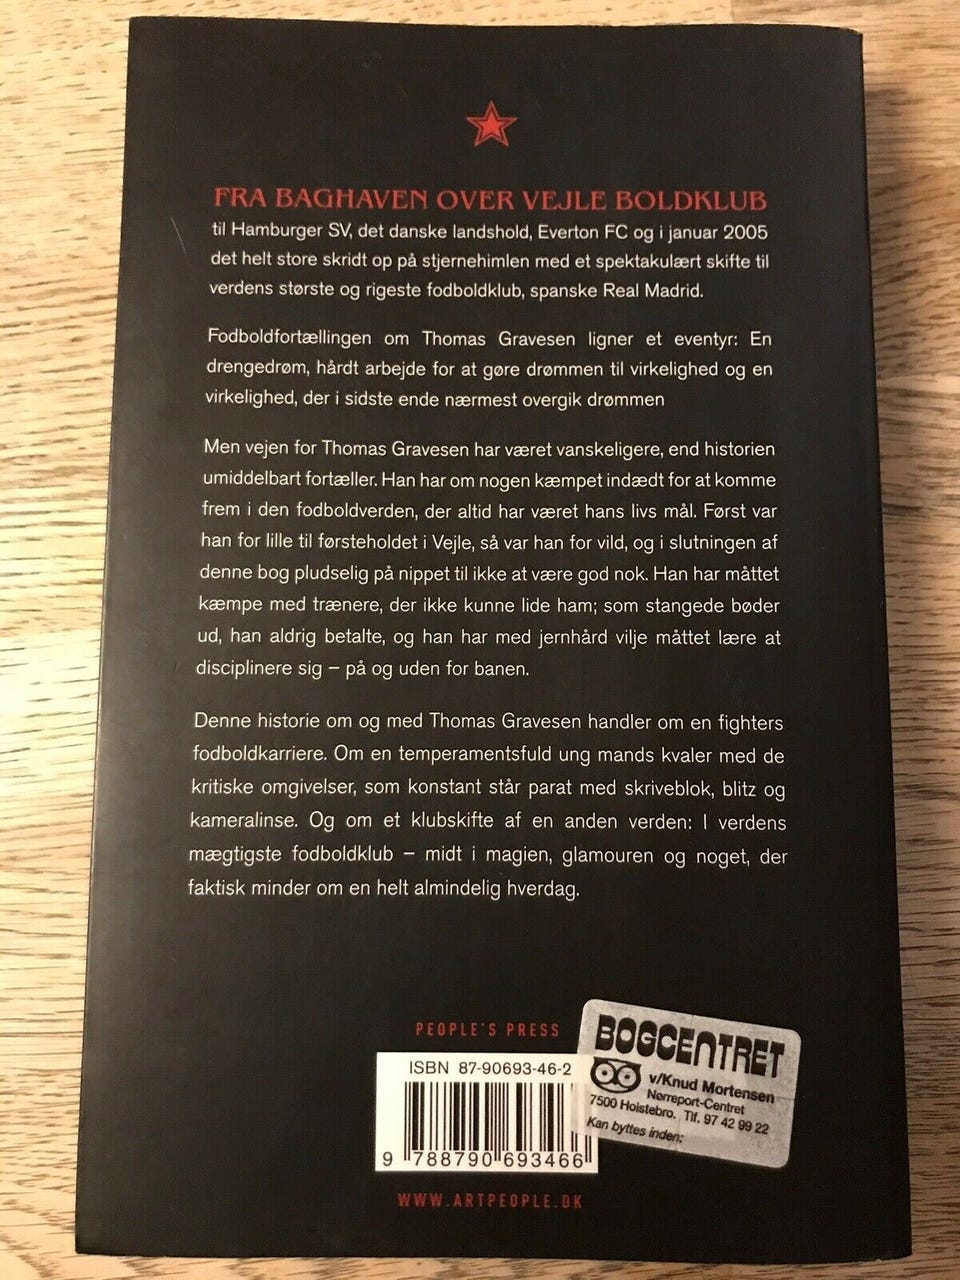 FRA BAGHAVEN OVER VEJLE BOLDKLUB
til Hamburger SV, det danske landshold, Everton FC og i januar 2005
det helt store skridt op på stjernehimlen med et spektakulært skifte til
verdens største og rigeste fodboldklub, spanske Real Madrid.
Fodboldfortællingen om Thomas Gravesen ligner et eventyr: En
drengedrøm, hårdt arbejde for at gøre drømmen til virkelighed og en
virkelighed, der i sidste ende nærmest overgik drømmen
Men vejen for Thomas Gravesen har været vanskeligere, end historien
umiddelbart fortæller. Han har om nogen kæmpet indædt for at komme
frem i den fodboldverden, der altid har været hans livs mål. Først var
han for lille til førsteholdet i Vejle, så var han for vild, og i slutningen af
denne bog pludselig på nippet til ikke at være god nok. Han har måttet
kæmpe med trænere, der ikke kunne lide ham; som stangede bøder
ud, han aldrig betalte, og han har med jernhård vilje måttet lære at
disciplinere sig – på og uden for banen.
Denne historie om og med Thomas Gravesen handler om en fighters
fodboldkarriere. Om en temperamentsfuld ung mands kvaler med de
kritiske omgivelser, som konstant står parat med skriveblok, blitz og
kameralinse. Og om et klubskifte af en anden verden: I verdens
mægtigste fodboldklub – midt i magien, glamouren og noget, der
faktisk minder om en helt almindelig hverdag.
PEOPLE'S PRESS
ISBN 87-90693-46-2
9 788790 693466
WWW.ARTPEOPLE.DK
BOGCENTRET
v/Knud Mortensen
Nørreport-Centret
7500 Holstebro. Tlf. 97 42 99 22
Kan byttes inden: